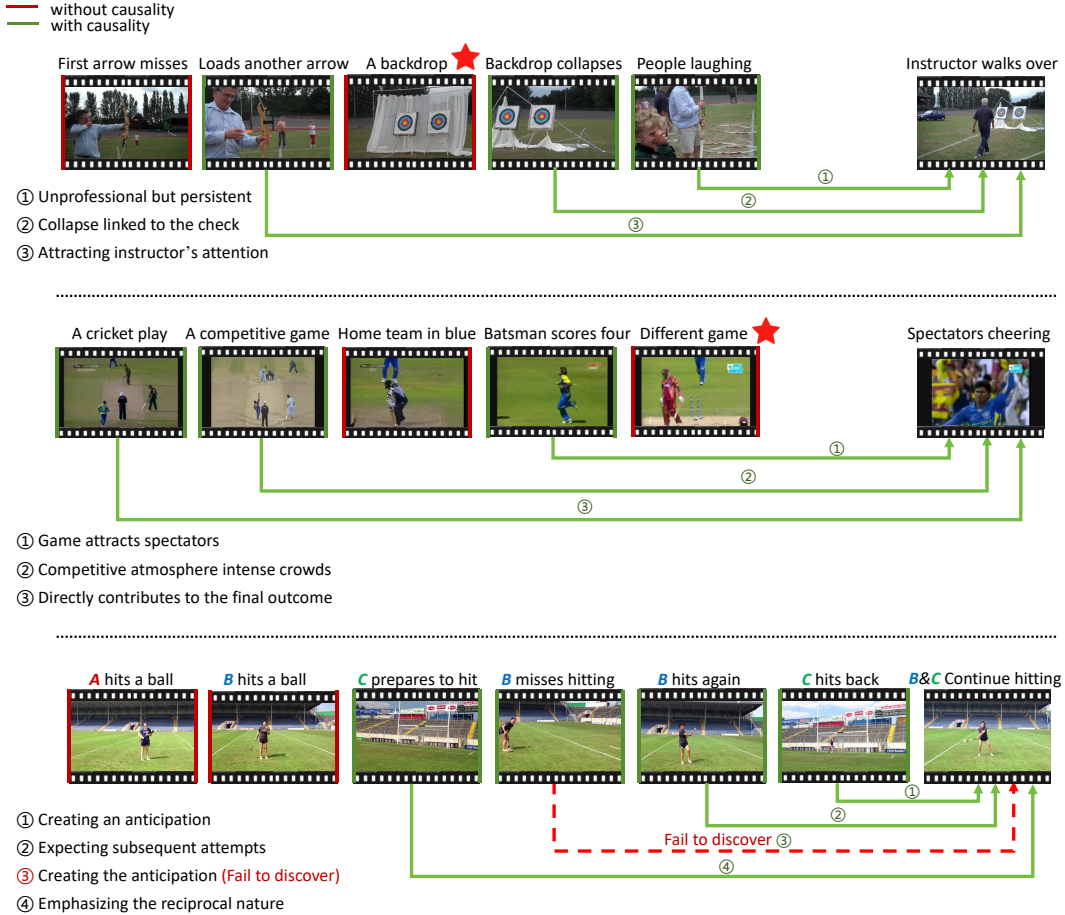 without causality
with causality
First arrow misses
Loads another arrow
A backdrop
Backdrop collapses
People laughing
Instructor walks over
①
②
③
① Unprofessional but persistent
② Collapse linked to the check
③ Attracting instructor's attention
A cricket play
A competitive game
Home team in blue
Batsman scores four
Different game
Spectators cheering
①
②
③
① Game attracts spectators
② Competitive atmosphere intense crowds
③ Directly contributes to the final outcome
A hits a ball
B hits a ball
C prepares to hit
B misses hitting
B hits again
C hits back
B&C Continue hitting
①
②
Fail to discover ③
④
① Creating an anticipation
② Expecting subsequent attempts
③ Creating the anticipation (Fail to discover)
④ Emphasizing the reciprocal nature